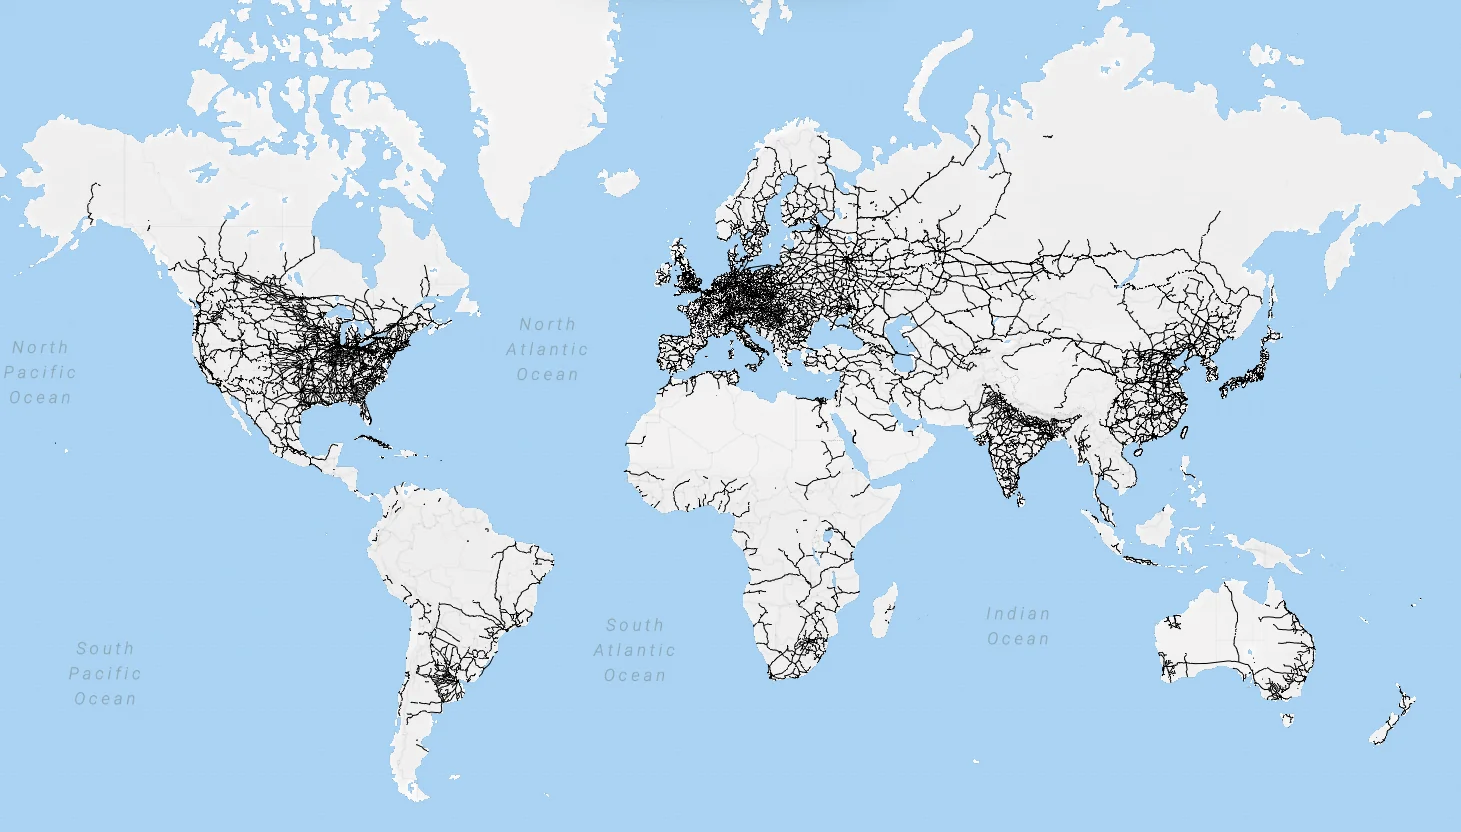 North
Pacific
Ocean
North
Atlantic
Ocean
South
Pacific
Ocean
South
Atlantic
Ocean
Indian
Ocean